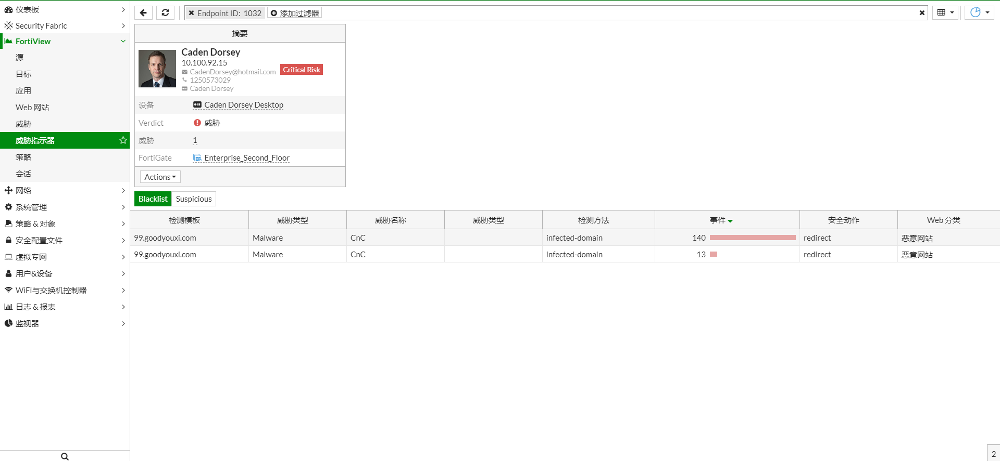 仪表板
Security Fabric
FortiView
源
目标
应用
Web 网站
威胁
威胁指示器
策略
会话
网络
系统管理
策略 & 对象
安全配置文件
虚拟专网
用户&设备
WiFi与交换机控制器
日志 & 报表
监视器
Endpoint ID: 1032 添加过滤器
摘要
Caden Dorsey
10.100.92.15
CadenDorsey@hotmail.com
Critical Risk
1250573029
Caden Dorsey
设备 Caden Dorsey Desktop
Verdict 威胁
威胁 1
FortiGate Enterprise_Second_Floor
Actions
Blacklist Suspicious
检测模板 威胁类型 威胁名称 威胁类型 检测方法 事件 安全动作 Web 分类
99.goodyouxi.com Malware CnC infected-domain 140 redirect 恶意网站
99.goodyouxi.com Malware CnC infected-domain 13 redirect 恶意网站
2